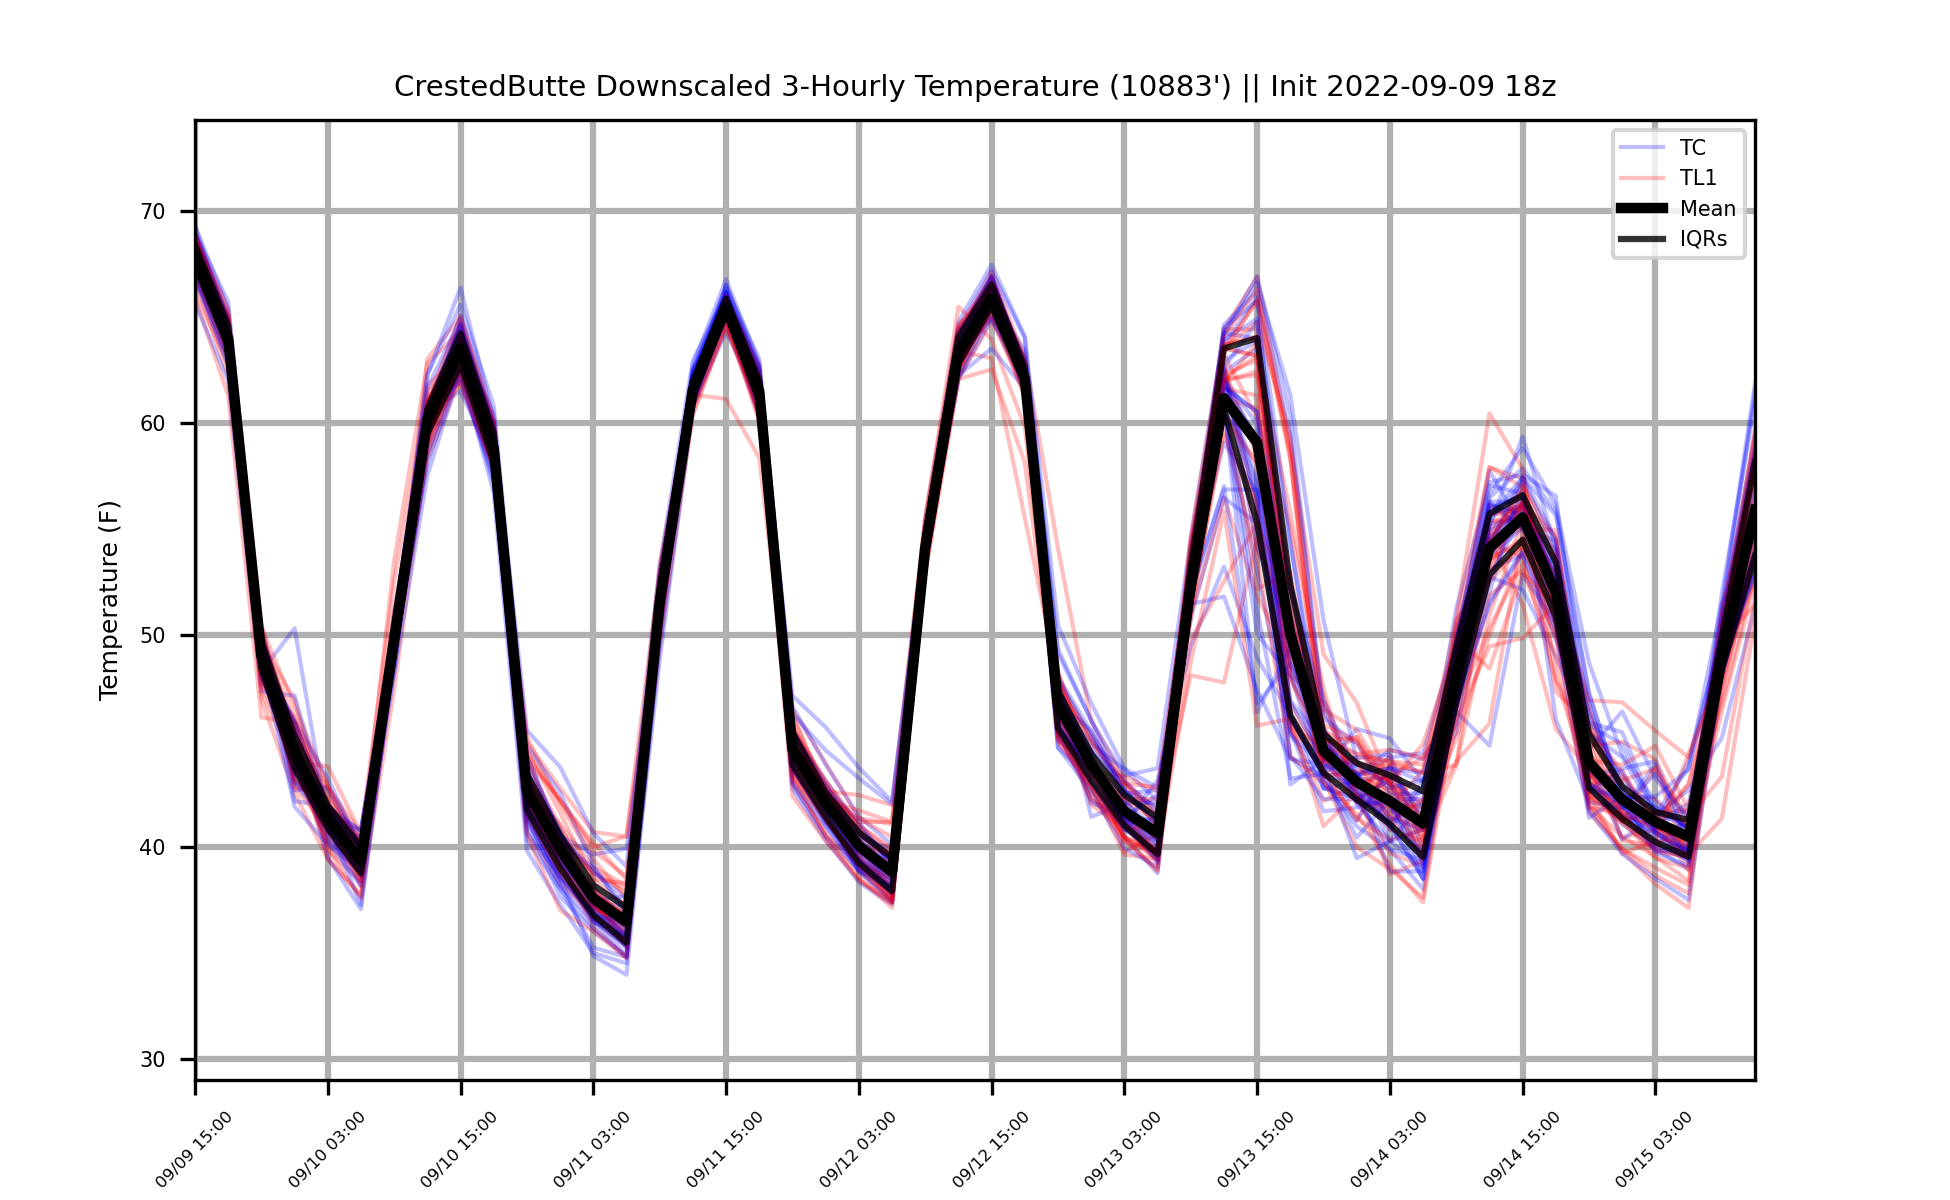 CrestedButte Downscaled 3-Hourly Temperature (10883') || Init 2022-09-09 18z
TC
TL1
Mean
IQRs
Temperature (F)
70
60
50
40
30
09/09 15:00
09/10 03:00
09/10 15:00
09/11 03:00
09/11 15:00
09/12 03:00
09/12 15:00
09/13 03:00
09/13 15:00
09/14 03:00
09/14 15:00
09/15 03:00